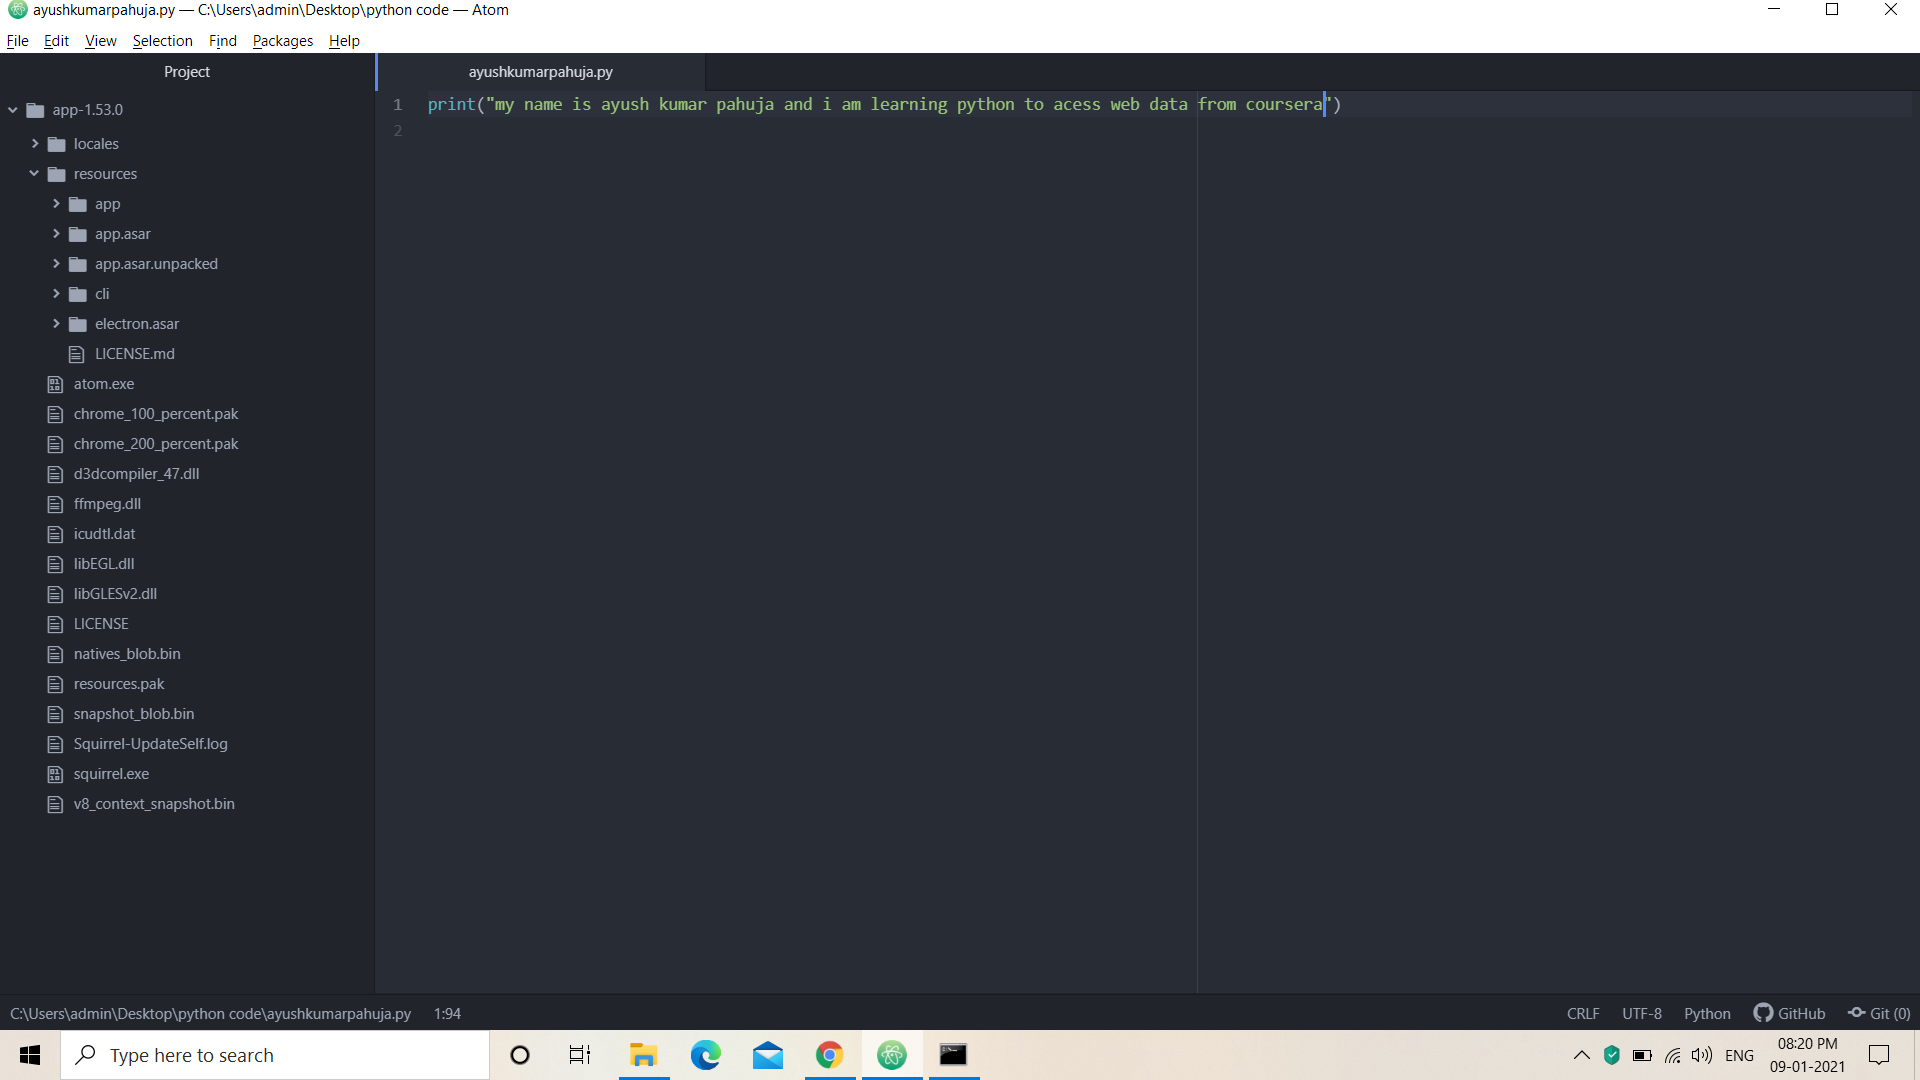 ayushkumarpahuja.py — C:\Users\admin\Desktop\python code — Atom
File Edit View Selection Find Packages Help
Project
ayushkumarpahuja.py
app-1.53.0
locales
resources
app
app.asar
app.asar.unpacked
cli
electron.asar
LICENSE.md
atom.exe
chrome_100_percent.pak
chrome_200_percent.pak
d3dcompiler_47.dll
ffmpeg.dll
icudtl.dat
libEGL.dll
libGLESv2.dll
LICENSE
natives_blob.bin
resources.pak
snapshot_blob.bin
Squirrel-UpdateSelf.log
squirrel.exe
v8_context_snapshot.bin
1 print("my name is ayush kumar pahuja and i am learning python to acess web data from coursera")
2
C:\Users\admin\Desktop\python code\ayushkumarpahuja.py 1:94
CRLF UTF-8 Python GitHub Git (0)
Type here to search
ENG
08:20 PM
09-01-2021